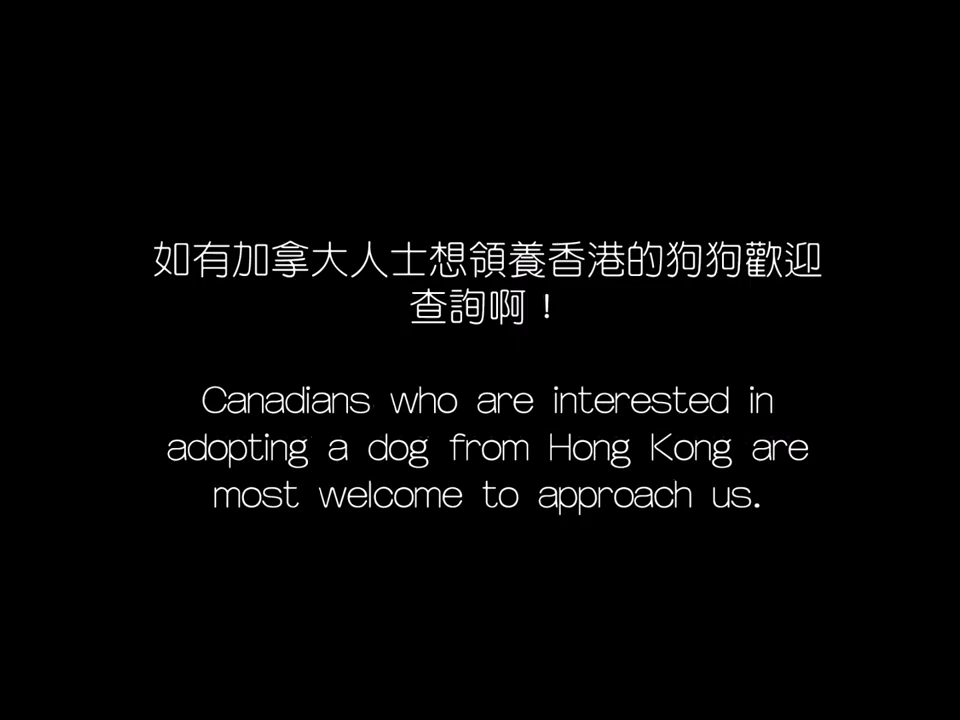 如有加拿大人士想領養香港的狗狗歡迎
查詢啊！
Canadians who are interested in
adopting a dog from Hong Kong are
most welcome to approach us.